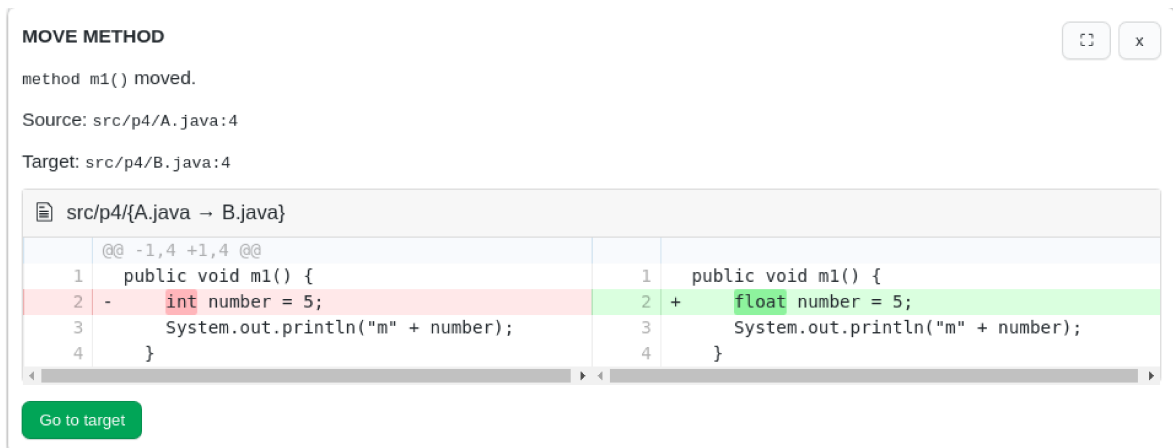 MOVE METHOD
x
method m1() moved.
Source: src/p4/A.java:4
Target: src/p4/B.java:4
src/p4/{A.java → B.java}
@@ -1,4 +1,4 @@
1 public void m1() { 1 public void m1() {
2 - int number = 5; 2 + float number = 5;
3 System.out.println("m" + number); 3 System.out.println("m" + number);
4 } 4 }
Go to target